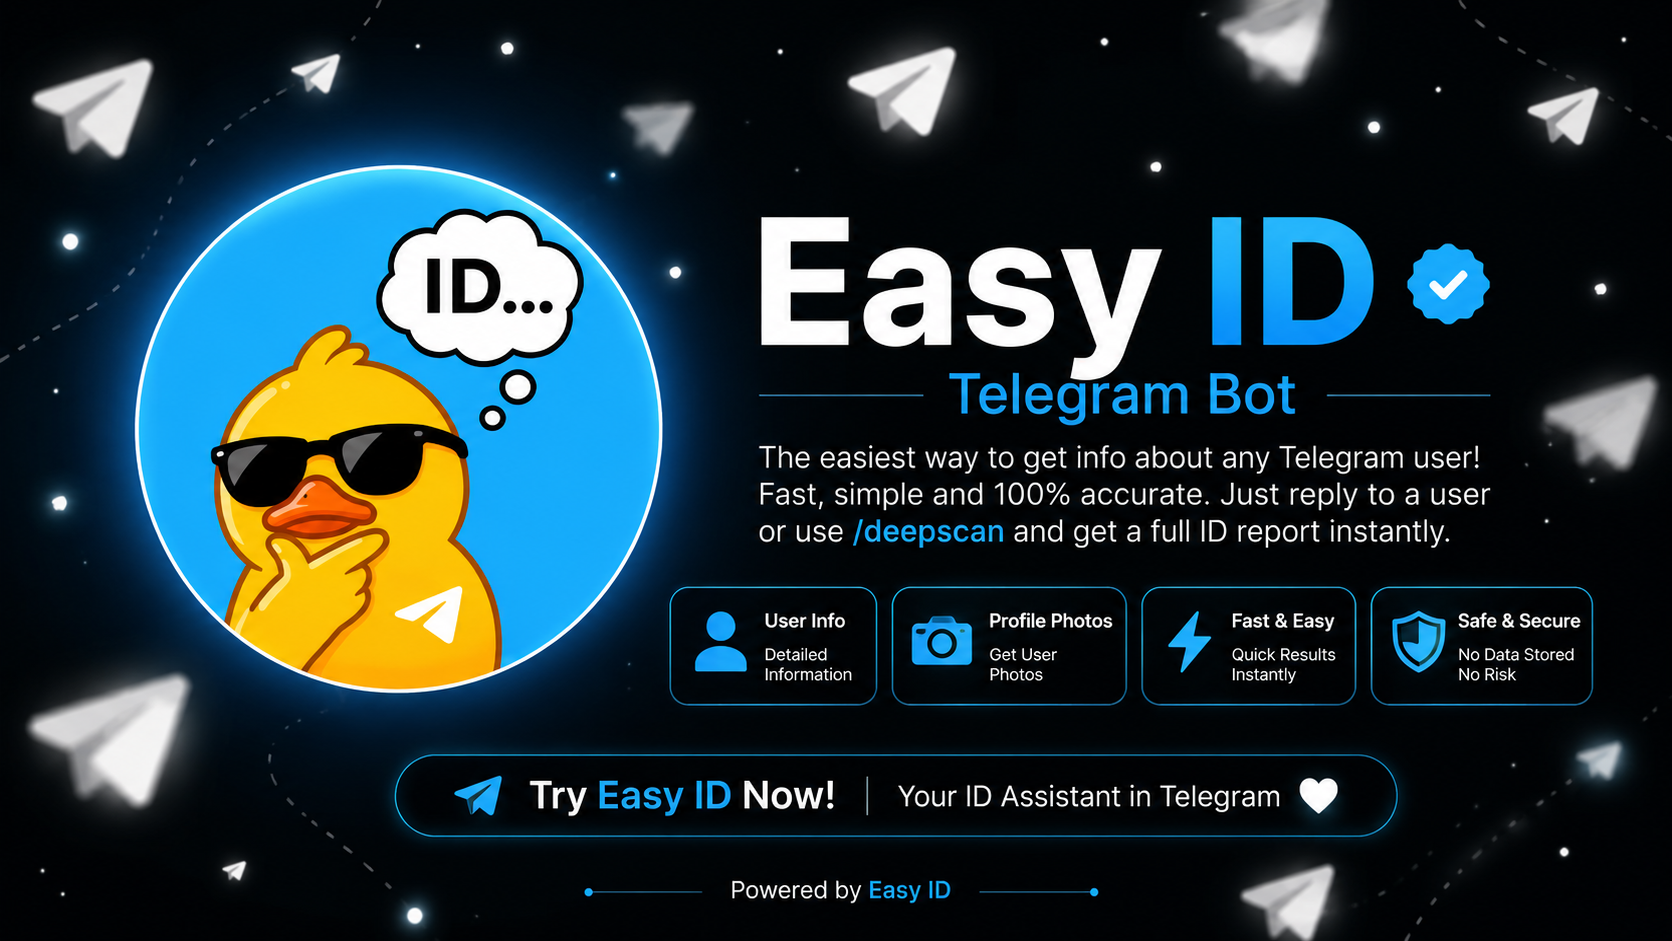 ID...
Easy ID
Telegram Bot
The easiest way to get info about any Telegram user!
Fast, simple and 100% accurate. Just reply to a user
or use /deepscan and get a full ID report instantly.
User Info
Detailed
Information
Profile Photos
Get User
Photos
Fast & Easy
Quick Results
Instantly
Safe & Secure
No Data Stored
No Risk
Try Easy ID Now! | Your ID Assistant in Telegram
Powered by Easy ID